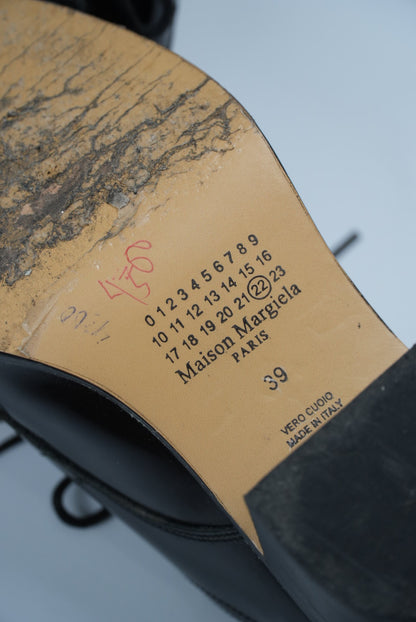 0 1 2 3 4 5 6 7 8 9
10 11 12 13 14 15 16
17 18 19 20 21 22 23
Maison Margiela
PARIS
39
VERO CUOIO
MADE IN ITALY